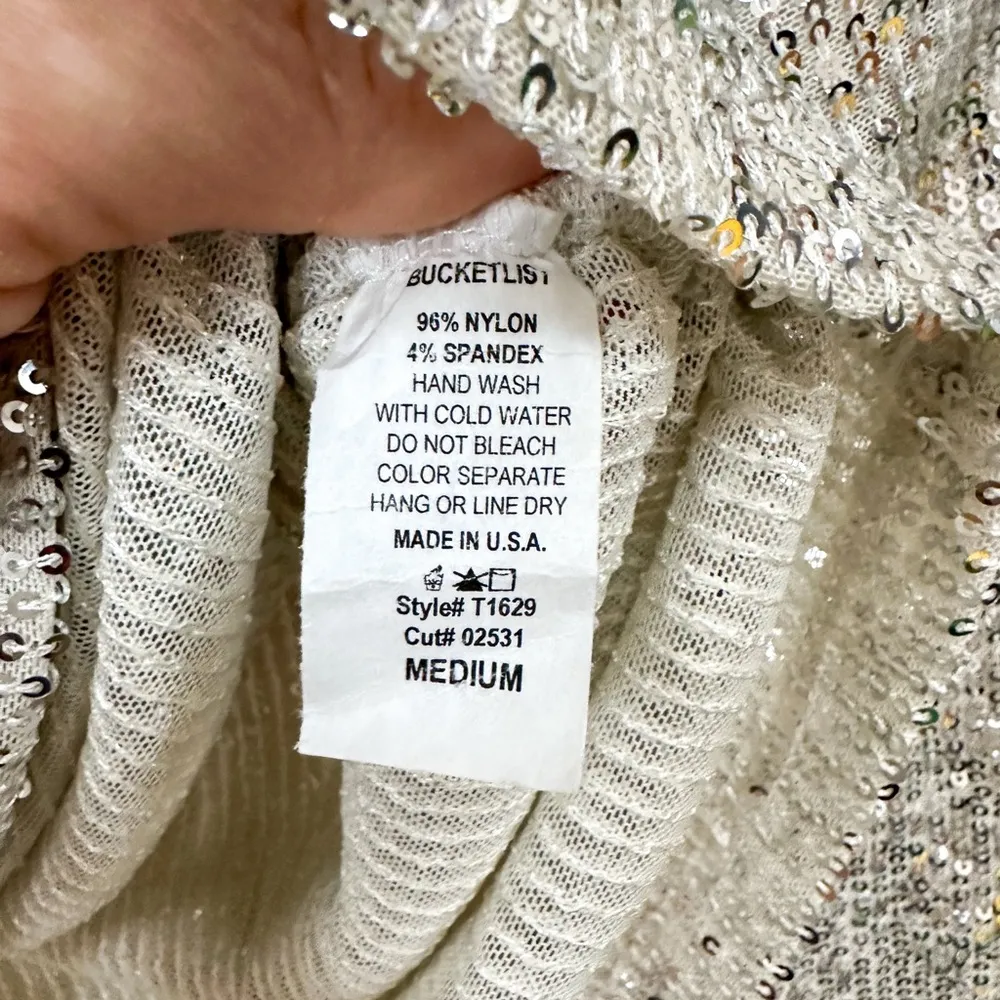 BUCKETLIST
96% NYLON
4% SPANDEX
HAND WASH
WITH COLD WATER
DO NOT BLEACH
COLOR SEPARATE
HANG OR LINE DRY
MADE IN U.S.A.
Style# T1629
Cut# 02531
MEDIUM